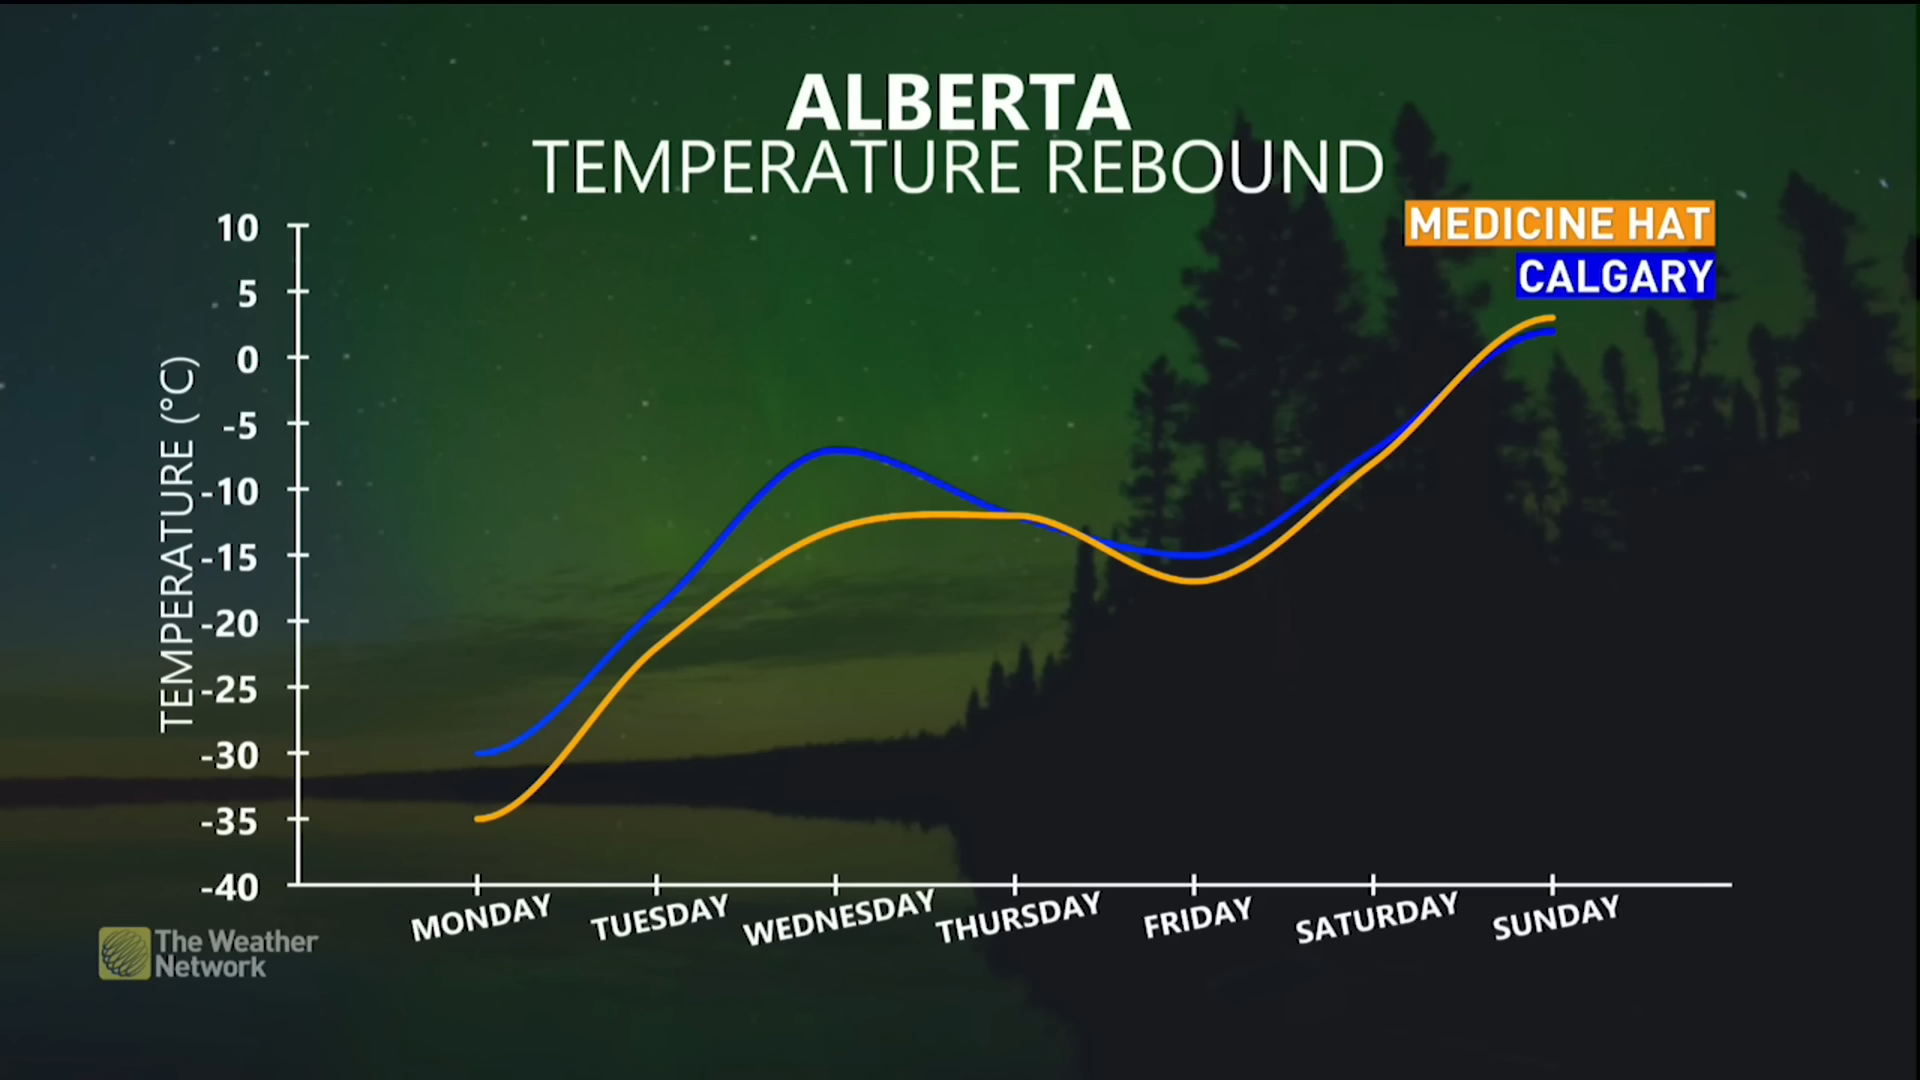 ALBERTA
TEMPERATURE REBOUND
MEDICINE HAT
CALGARY
TEMPERATURE (°C)
10
5
0
-5
-10
-15
-20
-25
-30
-35
-40
MONDAY
TUESDAY
WEDNESDAY
THURSDAY
FRIDAY
SATURDAY
SUNDAY
The Weather
Network